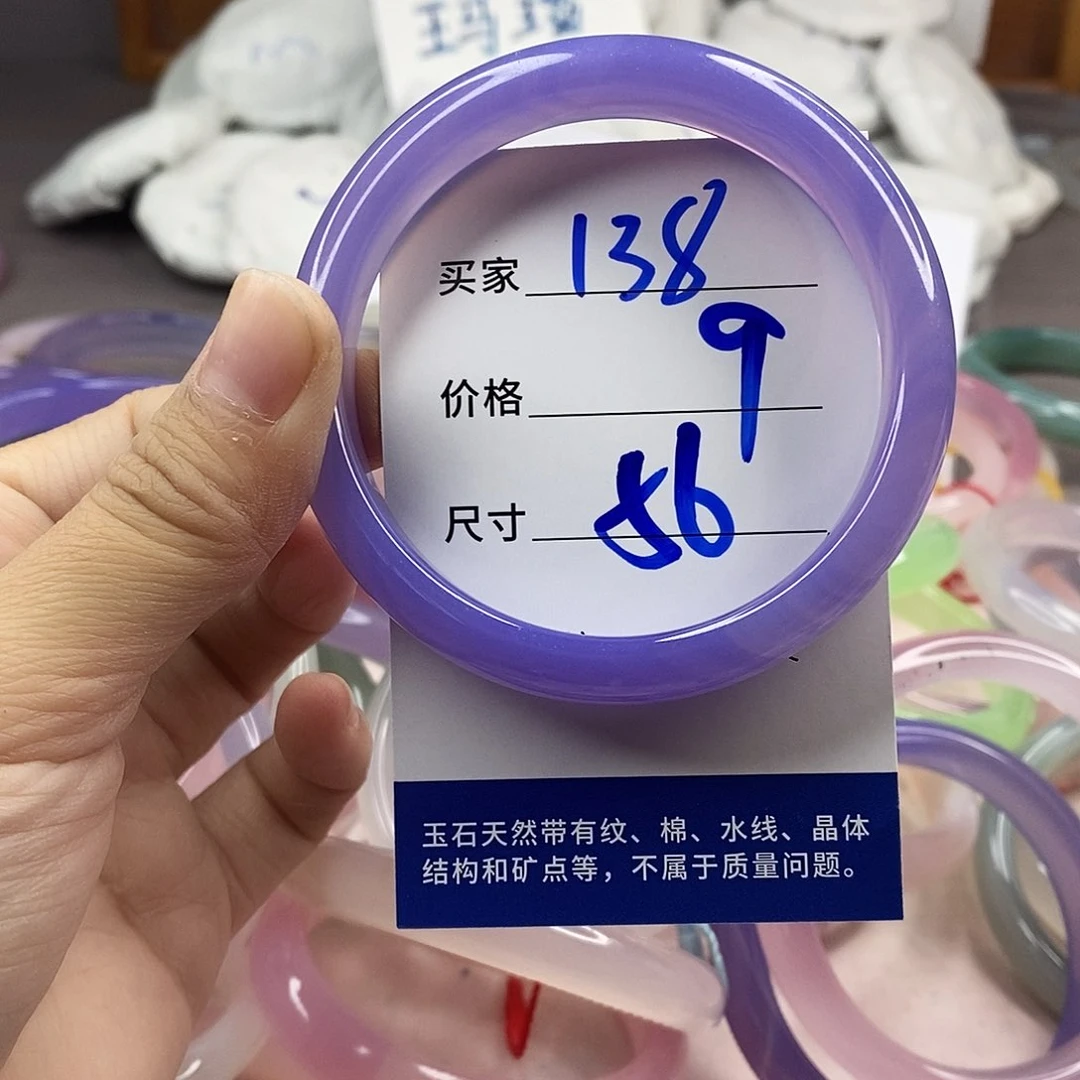 玛瑙
买家 138
价格 9
尺寸 56
玉石天然带有纹、棉、水线、晶体
结构和矿点等，不属于质量问题。